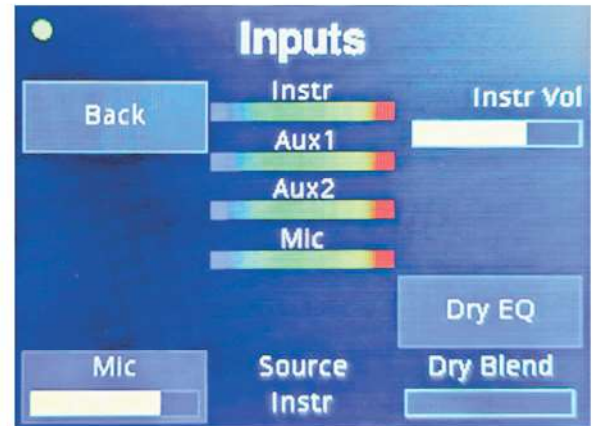 Inputs
Back
Instr
Instr Vol
Aux1
Aux2
Mic
Dry EQ
Mic
Source
Dry Blend
Instr